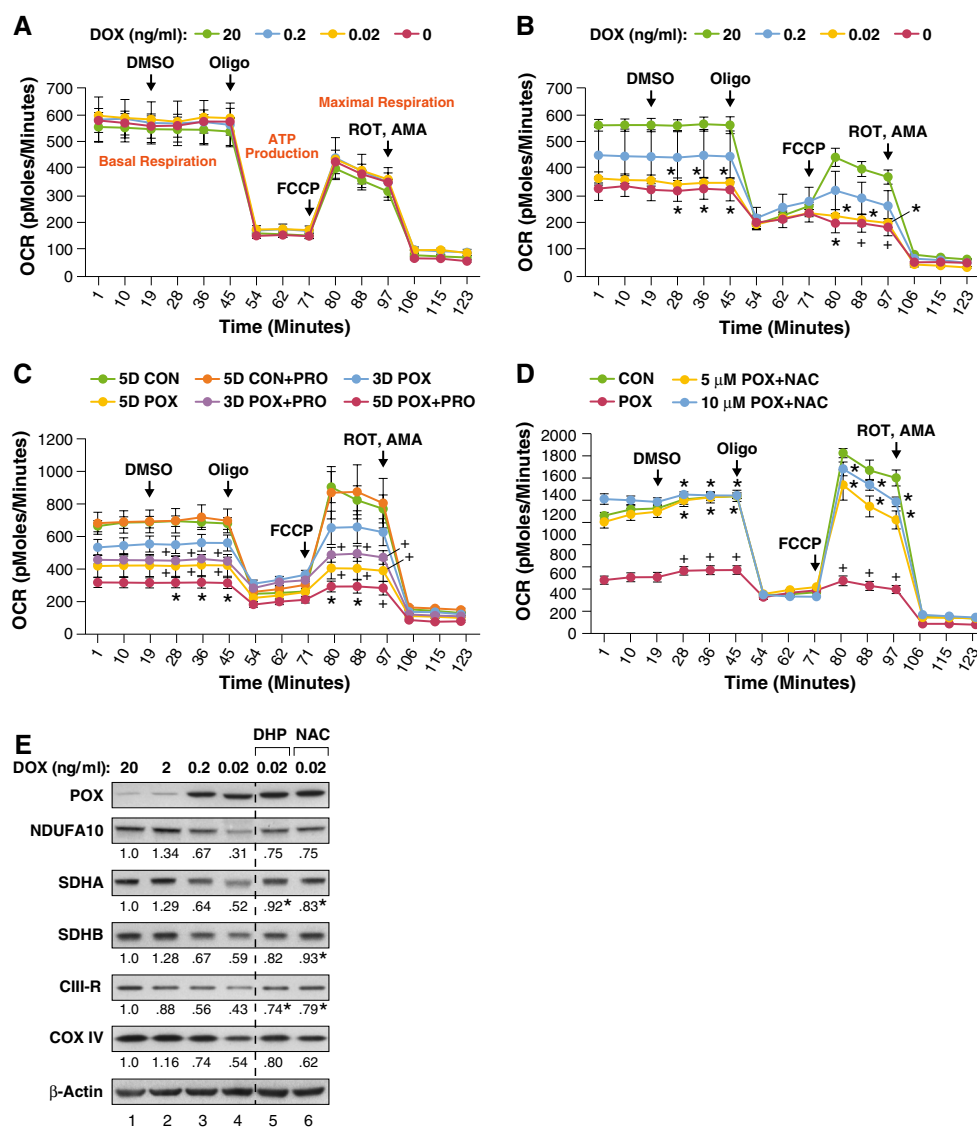 A
DOX (ng/ml): 20 0.2 0.02 0
DMSO Oligo
Maximal Respiration
Basal Respiration
ATP
Production
FCCP
ROT, AMA
OCR (pMoles/Minutes)
700
600
500
400
300
200
100
0
1 10 19 28 36 45 54 62 71 80 97 106 115 123
Time (Minutes)
B
DOX (ng/ml): 20 0.2 0.02 0
DMSO Oligo
FCCP
ROT, AMA
OCR (pMoles/Minutes)
700
600
500
400
300
200
100
0
* * *
* * *
* * *
* + +
1 10 19 28 36 45 54 62 71 80 88 97 106 115 123
Time (Minutes)
C
5D CON 5D CON+PRO 3D POX
5D POX 3D POX+PRO 5D POX+PRO
DMSO Oligo
FCCP
ROT, AMA
OCR (pMoles/Minutes)
1200
1000
800
600
400
200
0
+ + + + + +
+ + + + + +
* * * * * +
1 10 19 28 36 45 54 62 71 80 88 97 106 115 123
Time (Minutes)
D
CON 5 μM POX+NAC
POX 10 μM POX+NAC
DMSO Oligo
FCCP
ROT, AMA
OCR (pMoles/Minutes)
2000
1800
1600
1400
1200
1000
800
600
400
200
0
* * * * * *
* * * * * *
+ + + + + +
1 10 19 28 36 45 54 62 71 80 88 97 106 115 123
Time (Minutes)
E
DHP NAC
DOX (ng/ml): 20 2 0.2 0.02 0.02 0.02
POX
NDUFA10
1.0 1.34 .67 .31 .75 .75
SDHA
1.0 1.29 .64 .52 .92* .83*
SDHB
1.0 1.28 .67 .59 .82 .93*
CIII-R
1.0 .88 .56 .43 .74* .79*
COX IV
1.0 1.16 .74 .54 .80 .62
β-Actin
1 2 3 4 5 6